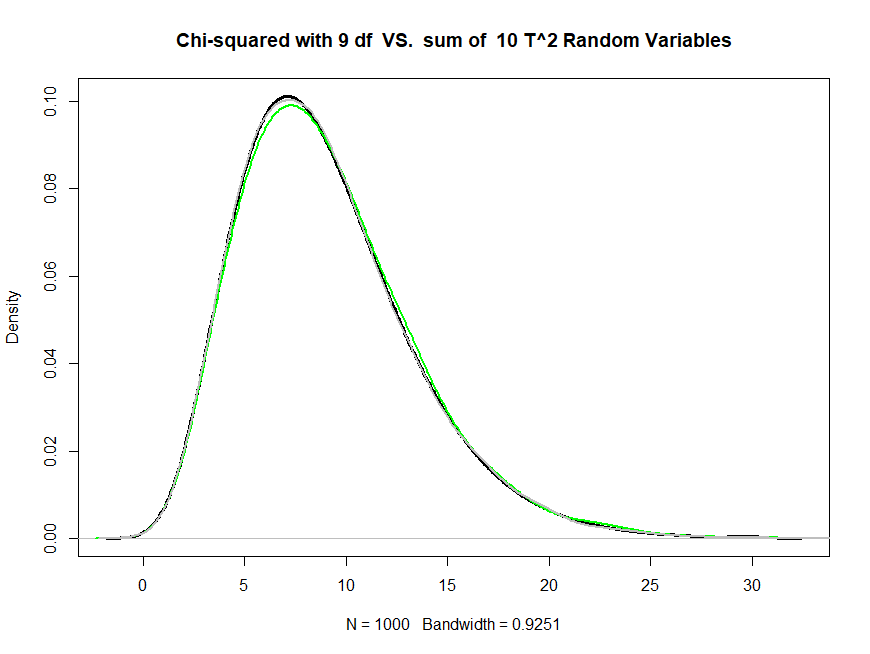 Chi-squared with 9 df  VS.  sum of  10 T^2 Random Variables
Density
0.10
0.08
0.06
0.04
0.02
0.00
0 5 10 15 20 25 30
N = 1000   Bandwidth = 0.9251